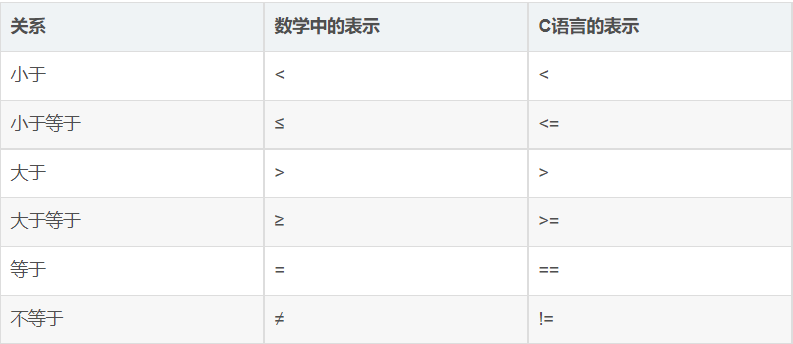 关系 数学中的表示 C语言的表示
小于 < <
小于等于 ≤ <=
大于 > >
大于等于 ≥ >=
等于 = ==
不等于 ≠ !=